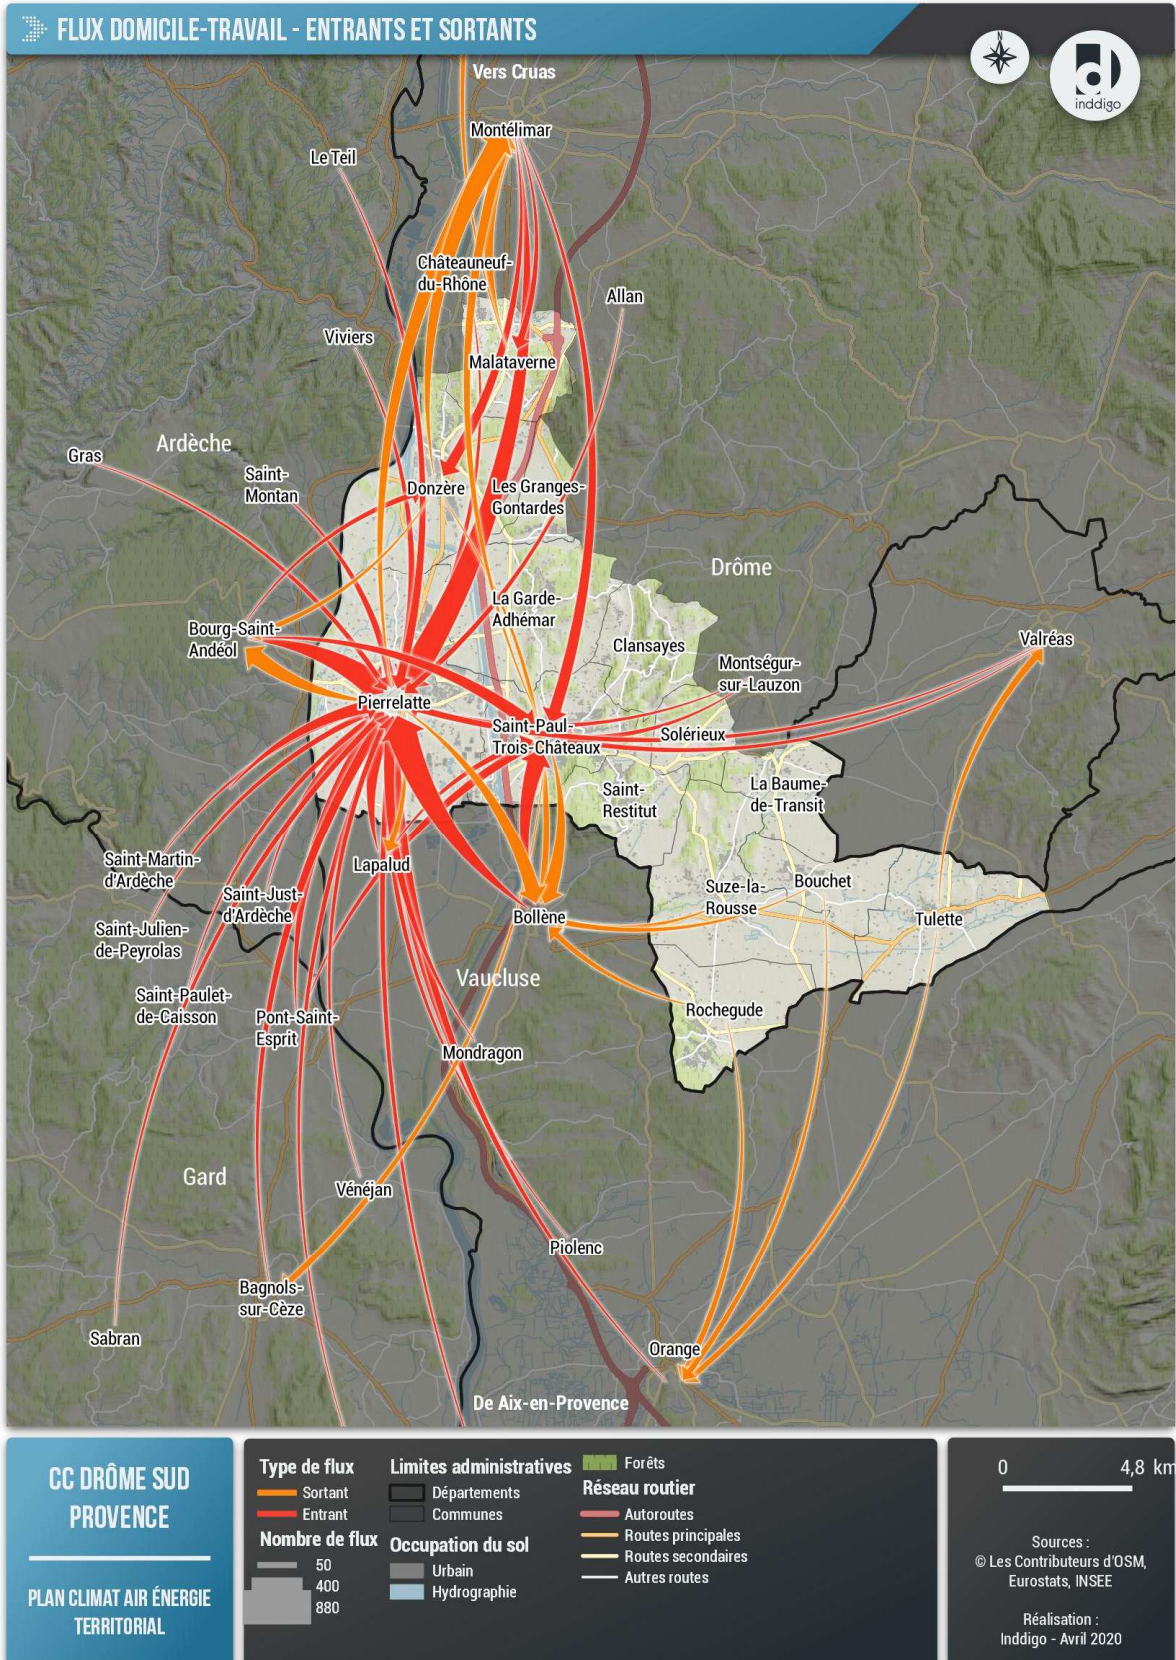 FLUX DOMICILE-TRAVAIL - ENTRANTS ET SORTANTS
N
inddigo
Vers Cruas
Montélimar
Le Teil
Châteauneuf-
du-Rhône
Allan
Viviers
Malataverne
Ardèche
Gras
Saint-
Montan
Donzère
Les Granges-
Gontardes
Drôme
La Garde-
Adhémar
Bourg-Saint-
Andéol
Clansayes
Valréas
Montségur-
sur-Lauzon
Pierrelatte
Saint-Paul-
Trois-Châteaux
Solérieux
Saint-
Restitut
La Baume-
de-Transit
Saint-Martin-
d'Ardèche
Lapalud
Saint-Just-
d'Ardèche
Suze-la-
Rousse
Bouchet
Bollène
Tulette
Saint-Julien-
de-Peyrolas
Vaucluse
Saint-Paulet-
de-Caisson
Pont-Saint-
Esprit
Rochegude
Mondragon
Gard
Vénéjan
Piolenc
Bagnols-
sur-Cèze
Sabran
Orange
De Aix-en-Provence
CC DRÔME SUD
PROVENCE
PLAN CLIMAT AIR ÉNERGIE
TERRITORIAL
Type de flux
Sortant
Entrant
Nombre de flux
50
400
880
Limites administratives
Départements
Communes
Occupation du sol
Urbain
Hydrographie
Forêts
Réseau routier
Autoroutes
Routes principales
Routes secondaires
Autres routes
0 4,8 km
Sources :
© Les Contributeurs d'OSM,
Eurostats, INSEE
Réalisation :
Inddigo - Avril 2020